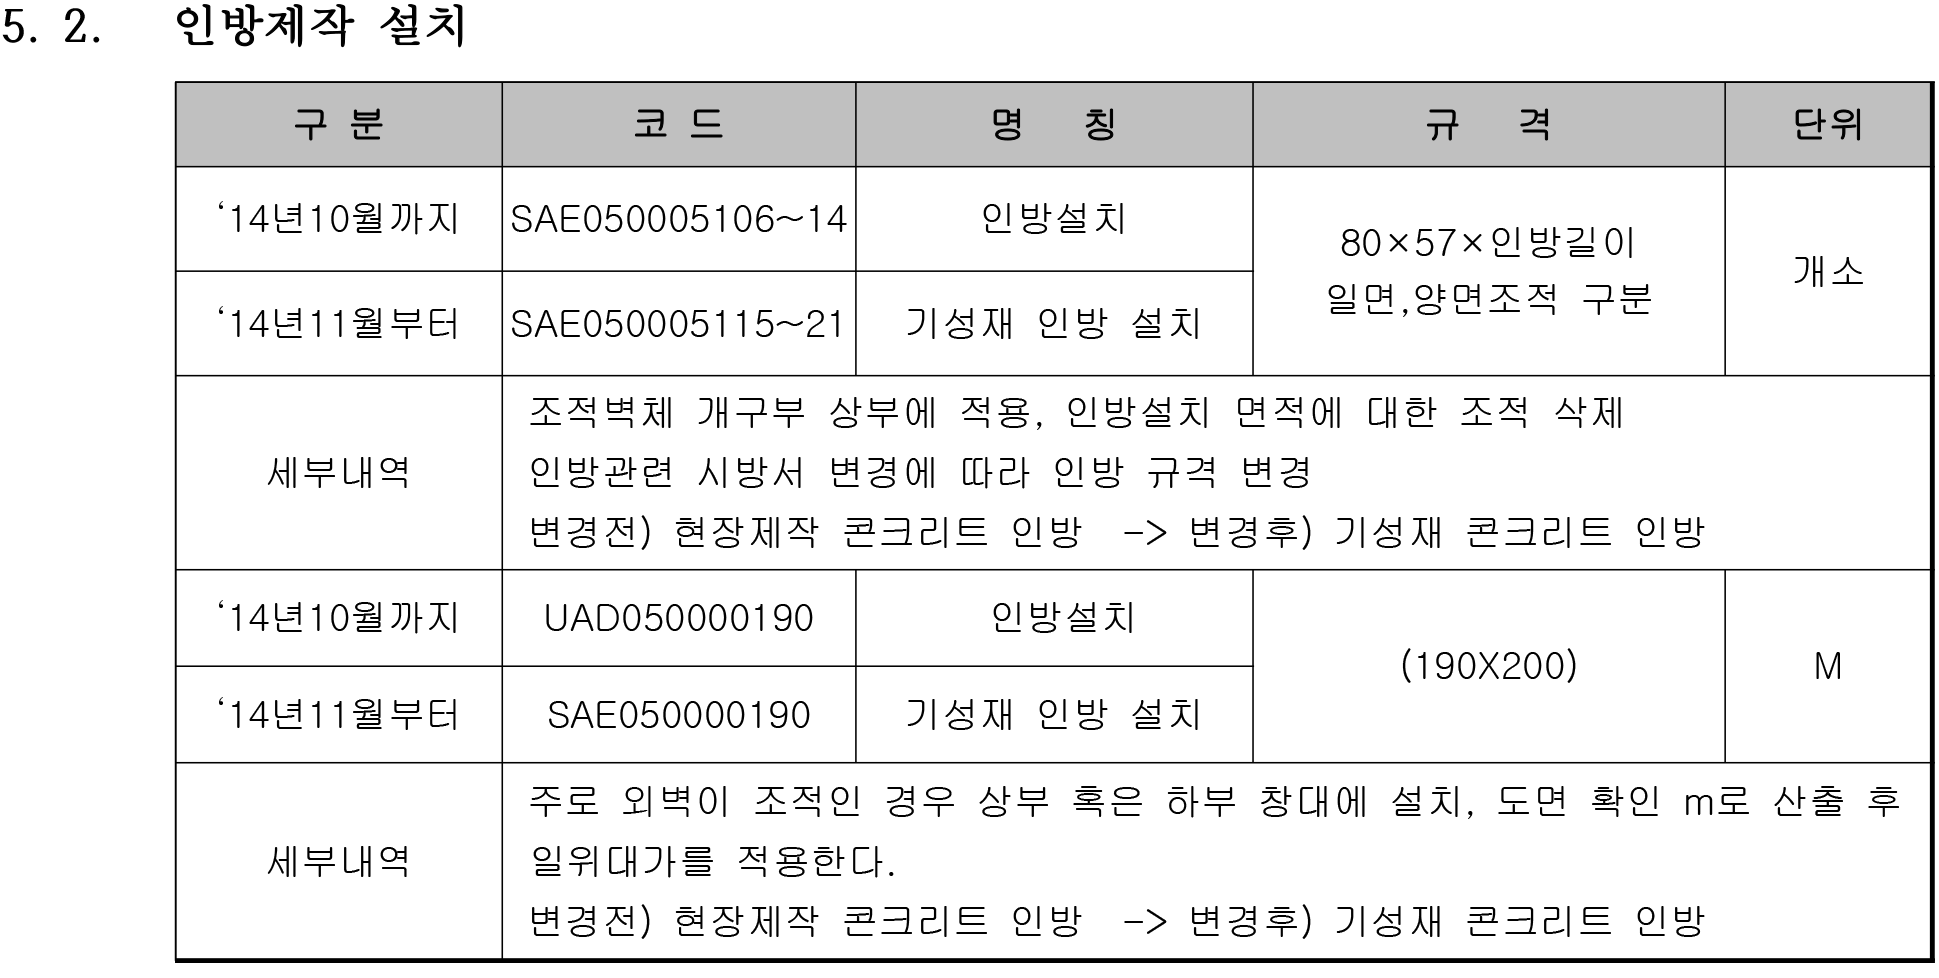 5. 2. 인방제작 설치
구 분 코 드 명 칭 규 격 단위
‘14년10월까지 SAE050005106~14 인방설치
80×57×인방길이
일면,양면조적 구분
개소
‘14년11월부터 SAE050005115~21 기성재 인방 설치
세부내역
조적벽체 개구부 상부에 적용, 인방설치 면적에 대한 조적 삭제
인방관련 시방서 변경에 따라 인방 규격 변경
변경전) 현장제작 콘크리트 인방 -> 변경후) 기성재 콘크리트 인방
‘14년10월까지 UAD050000190 인방설치
(190X200) M
‘14년11월부터 SAE050000190 기성재 인방 설치
세부내역
주로 외벽이 조적인 경우 상부 혹은 하부 창대에 설치, 도면 확인 m로 산출 후
일위대가를 적용한다.
변경전) 현장제작 콘크리트 인방 -> 변경후) 기성재 콘크리트 인방